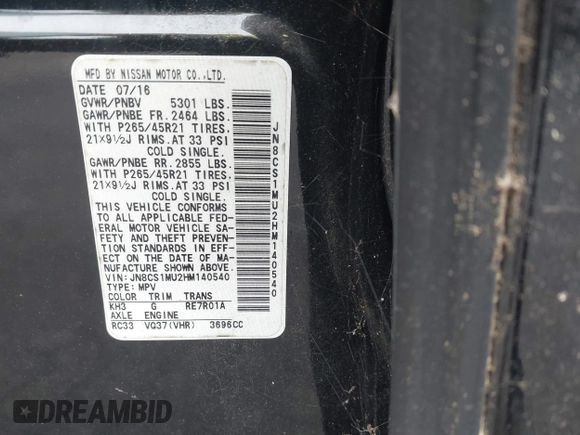 MFD BY NISSAN MOTOR CO.,LTD.
DATE 07/16
GVWR/PNBV 5301 LBS.
GAWR/PNBE FR. 2464 LBS.
WITH P265/45R21 TIRES,
21×9½J RIMS, AT 33 PSI
COLD SINGLE.
GAWR/PNBE RR. 2855 LBS.
WITH P265/45R21 TIRES,
21×9½J RIMS, AT 33 PSI
COLD SINGLE.
THIS VEHICLE CONFORMS
TO ALL APPLICABLE FED-
ERAL MOTOR VEHICLE SA-
FETY AND THEFT PREVEN-
TION STANDARDS IN EFF-
ECT ON THE DATE OF MA-
NUFACTURE SHOWN ABOVE.
VIN:JN8CS1MU2HM140540
TYPE: MPV
COLOR TRIM TRANS
KH3 G RE7R01A
AXLE ENGINE
RC33 VQ37(VHR) 3696CC
JN8CS1MU2HM140540
DREAMBID